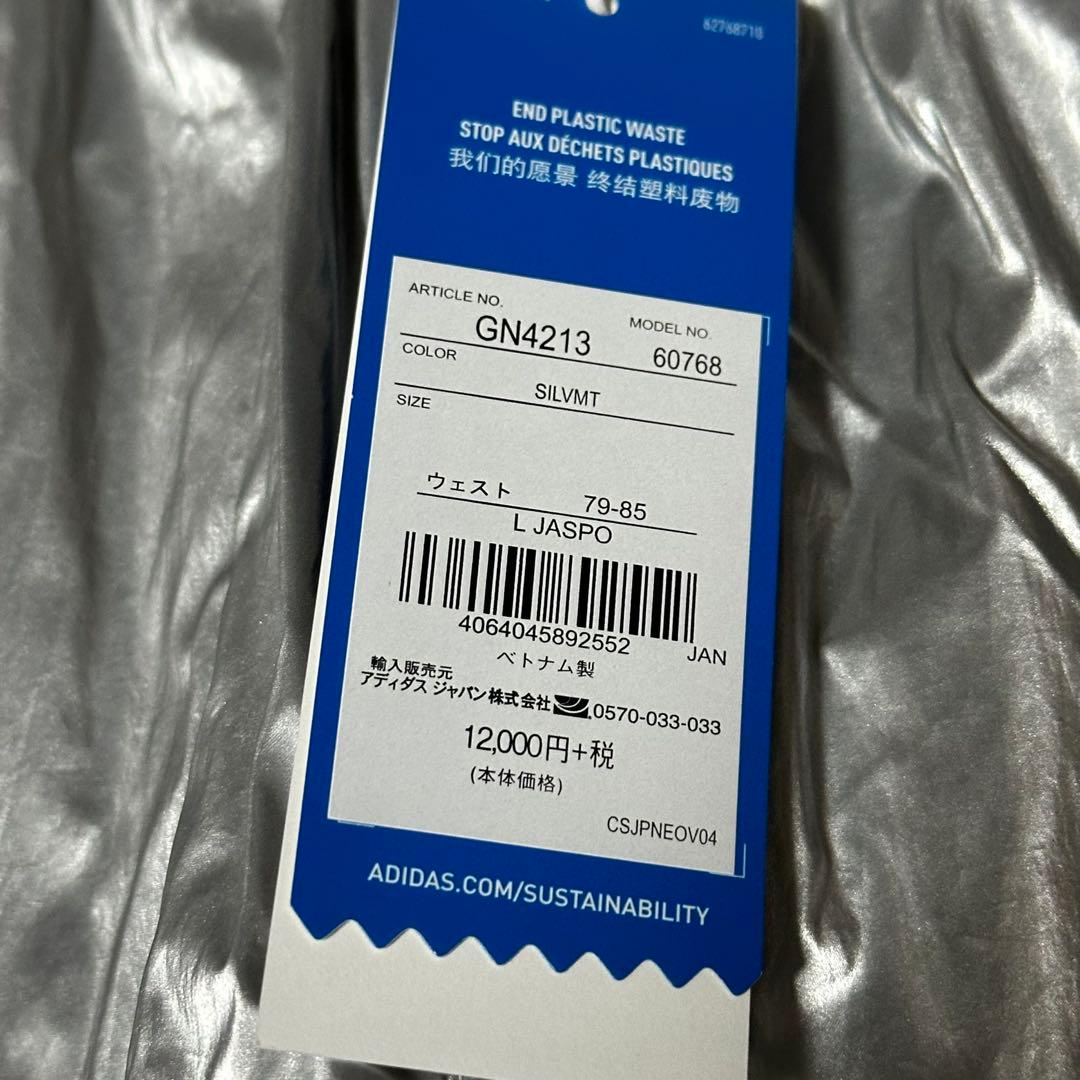 62768710
END PLASTIC WASTE
STOP AUX DÉCHETS PLASTIQUES
我们的愿景 终结塑料废物
ARTICLE NO.
GN4213
MODEL NO.
60768
COLOR
SILVMT
SIZE
ウェスト 79-85
L JASPO
4064045892552 JAN
ベトナム製
輸入販売元
アディダス ジャパン株式会社 0570-033-033
12,000円+税
(本体価格)
CSJPNEOV04
ADIDAS.COM/SUSTAINABILITY